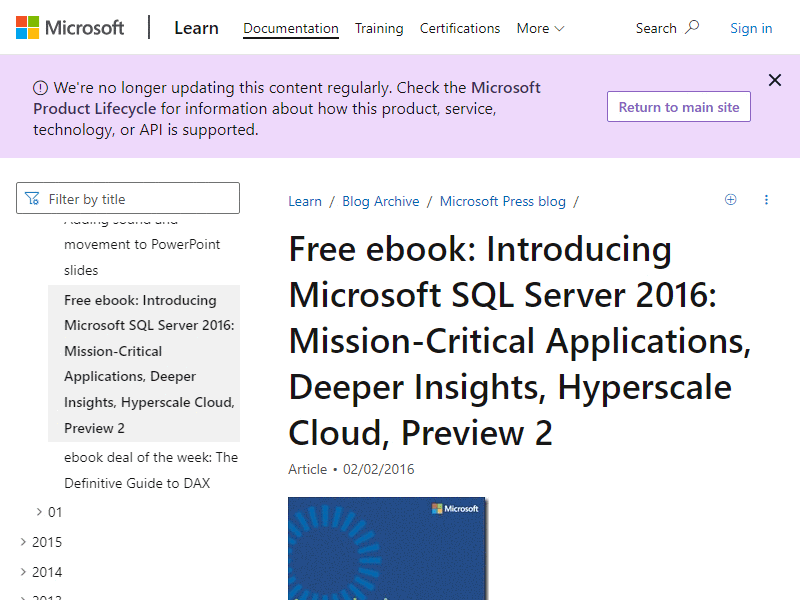 Microsoft
Learn
Documentation
Training
Certifications
More
Search
Sign in
We're no longer updating this content regularly. Check the Microsoft
Product Lifecycle for information about how this product, service,
technology, or API is supported.
Return to main site
Filter by title
Adding sound and
movement to PowerPoint
slides
Free ebook: Introducing
Microsoft SQL Server 2016:
Mission-Critical
Applications, Deeper
Insights, Hyperscale Cloud,
Preview 2
ebook deal of the week: The
Definitive Guide to DAX
01
2015
2014
2013
Learn / Blog Archive / Microsoft Press blog /
Free ebook: Introducing
Microsoft SQL Server 2016:
Mission-Critical Applications,
Deeper Insights, Hyperscale
Cloud, Preview 2
Article • 02/02/2016
Microsoft